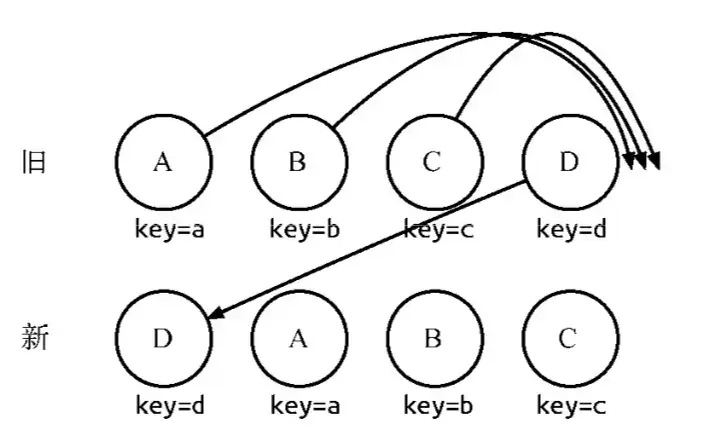 旧 A B C D
key=a key=b key=c key=d
新 D A B C
key=d key=a key=b key=c